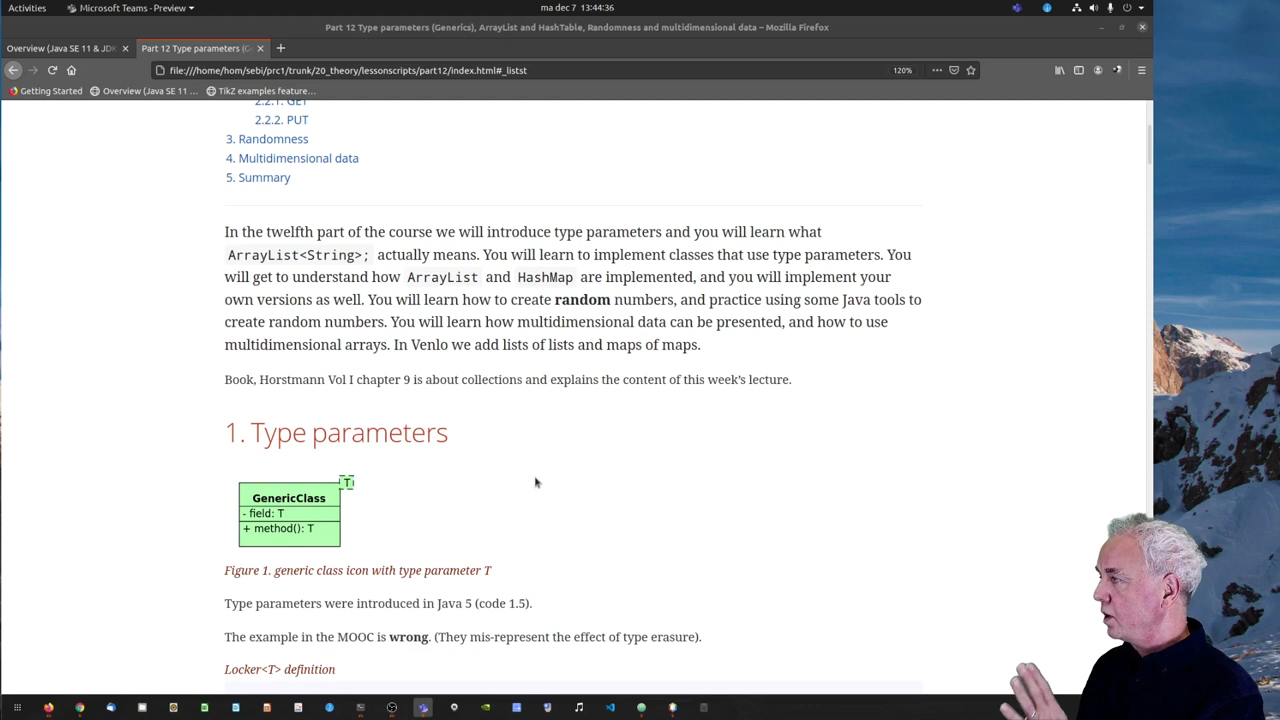 Activities
Microsoft Teams - Preview
ma dec 7 13:44:36
Part 12 Type parameters (Generics), ArrayList and HashTable, Randomness and multidimensional data – Mozilla Firefox
Overview (Java SE 11 & JDK
Part 12 Type parameters (G
file:///home/hom/sebi/prc1/trunk/20_theory/lessonscripts/part12/index.html#_listst
120%
Getting Started
Overview (Java SE 11 ...
TikZ examples feature...
2.2.1. GET
2.2.2. PUT
3. Randomness
4. Multidimensional data
5. Summary
In the twelfth part of the course we will introduce type parameters and you will learn what
ArrayList<String>; actually means. You will learn to implement classes that use type parameters. You
will get to understand how ArrayList and HashMap are implemented, and you will implement your
own versions as well. You will learn how to create random numbers, and practice using some Java tools to
create random numbers. You will learn how multidimensional data can be presented, and how to use
multidimensional arrays. In Venlo we add lists of lists and maps of maps.
Book, Horstmann Vol I chapter 9 is about collections and explains the content of this week's lecture.
1. Type parameters
T
GenericClass
- field: T
+ method(): T
Figure 1. generic class icon with type parameter T
Type parameters were introduced in Java 5 (code 1.5).
The example in the MOOC is wrong. (They mis-represent the effect of type erasure).
Locker<T> definition